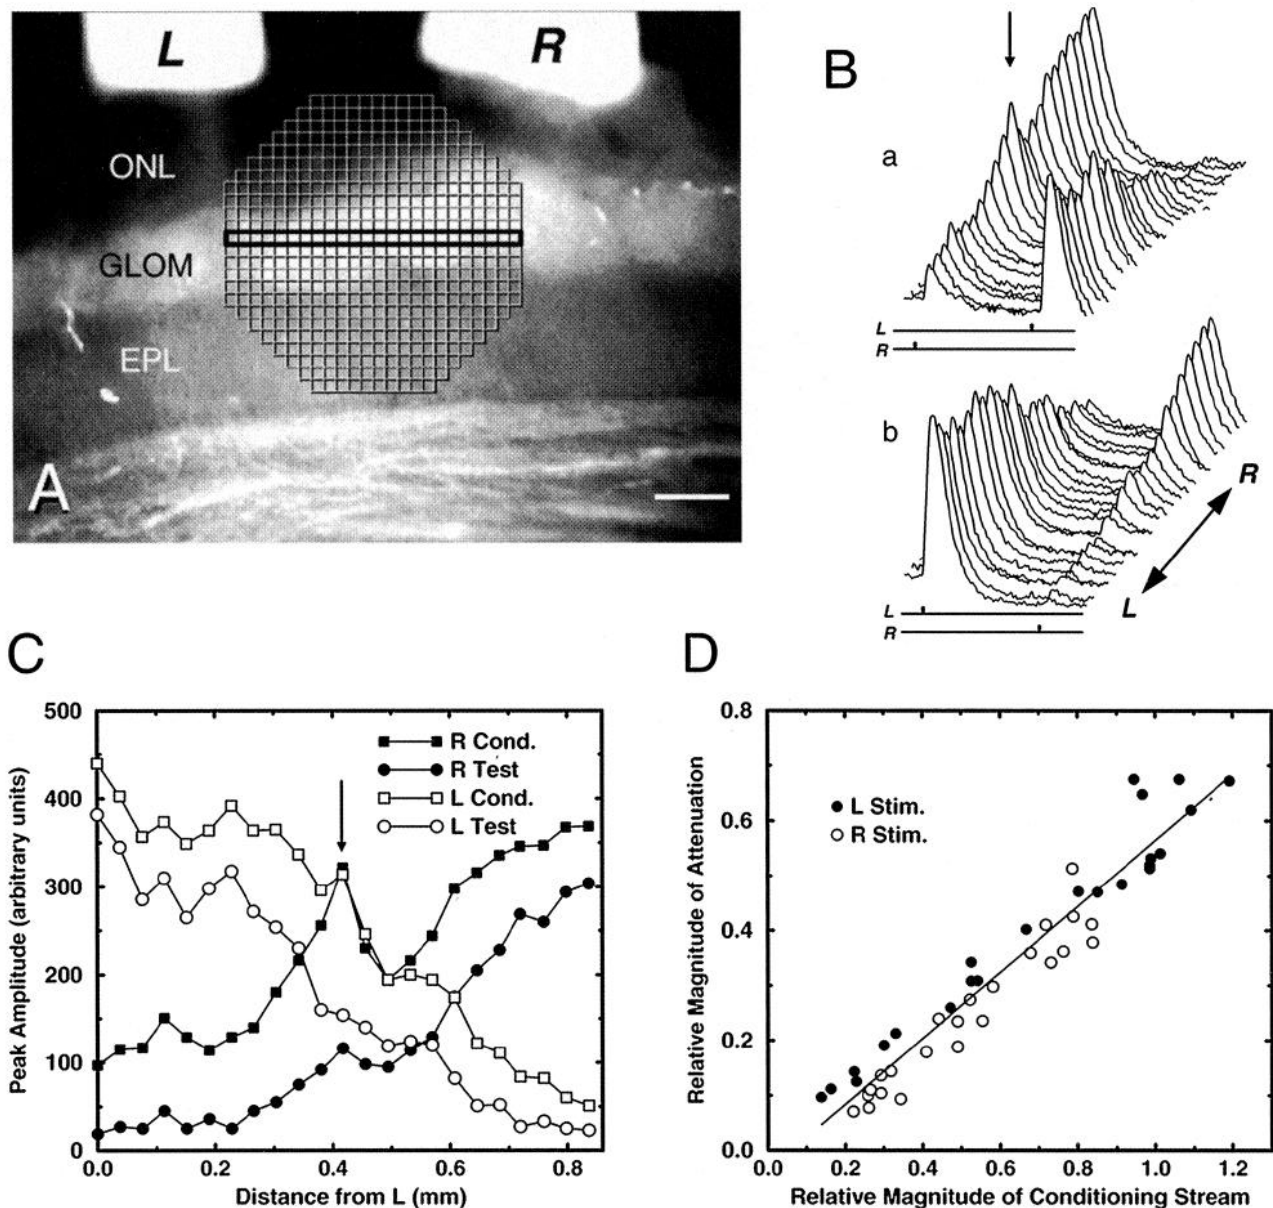 L
R
ONL
GLOM
EPL
A
B
a
L
R
b
R
L
L
R
C
500
400
300
200
100
0
Peak Amplitude (arbitrary units)
R Cond.
R Test
L Cond.
L Test
0.0
0.2
0.4
0.6
0.8
Distance from L (mm)
D
0.8
0.6
0.4
0.2
0.0
Relative Magnitude of Attenuation
L Stim.
R Stim.
0.0
0.2
0.4
0.6
0.8
1.0
1.2
Relative Magnitude of Conditioning Stream